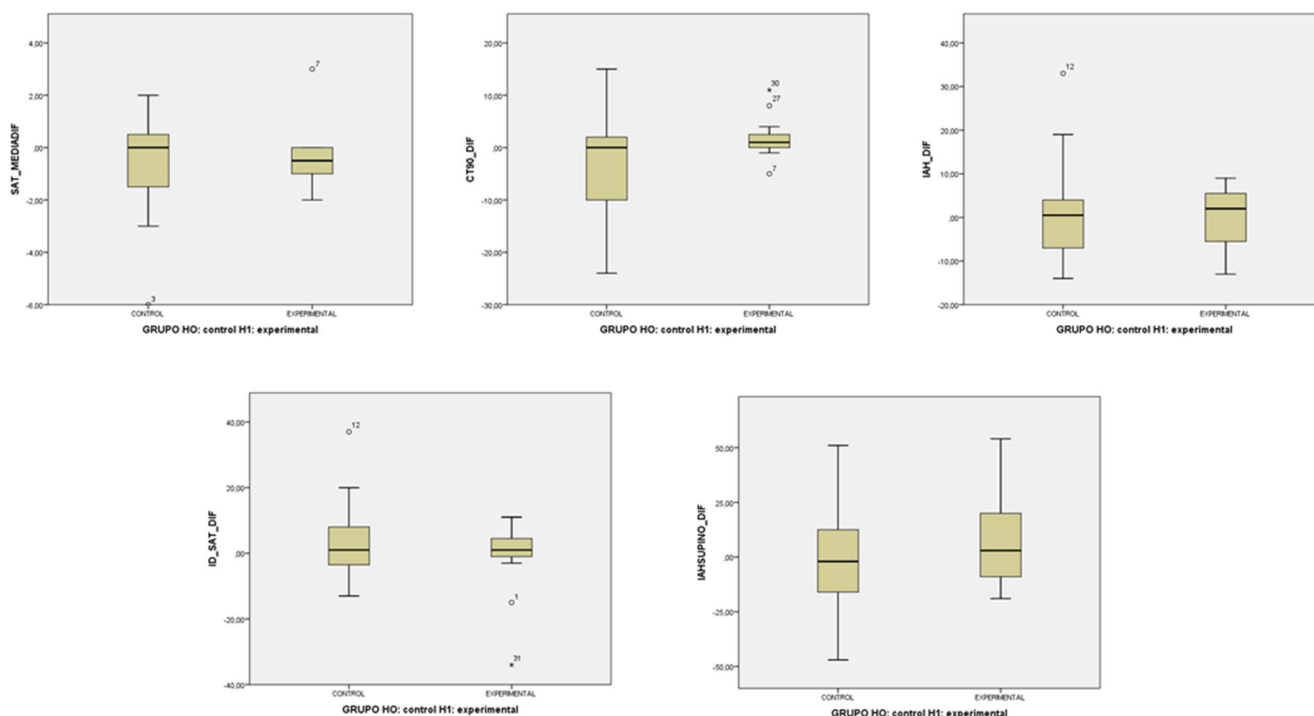 SAT_MEDIADIF
4,00
2,00
,00
-2,00
-4,00
-6,00
7
3
CONTROL
EXPERIMENTAL
GRUPO HO: control H1: experimental
CT90_DIF
20,00
10,00
,00
-10,00
-20,00
-30,00
30
27
7
CONTROL
EXPERIMENTAL
GRUPO HO: control H1: experimental
IAH_DIF
40,00
30,00
20,00
10,00
,00
-10,00
-20,00
12
CONTROL
EXPERIMENTAL
GRUPO HO: control H1: experimental
ID_SAT_DIF
40,00
20,00
,00
-20,00
-40,00
12
1
31
CONTROL
EXPERIMENTAL
GRUPO HO: control H1: experimental
IAHSUPINO_DIF
50,00
25,00
,00
-25,00
-50,00
CONTROL
EXPERIMENTAL
GRUPO HO: control H1: experimental